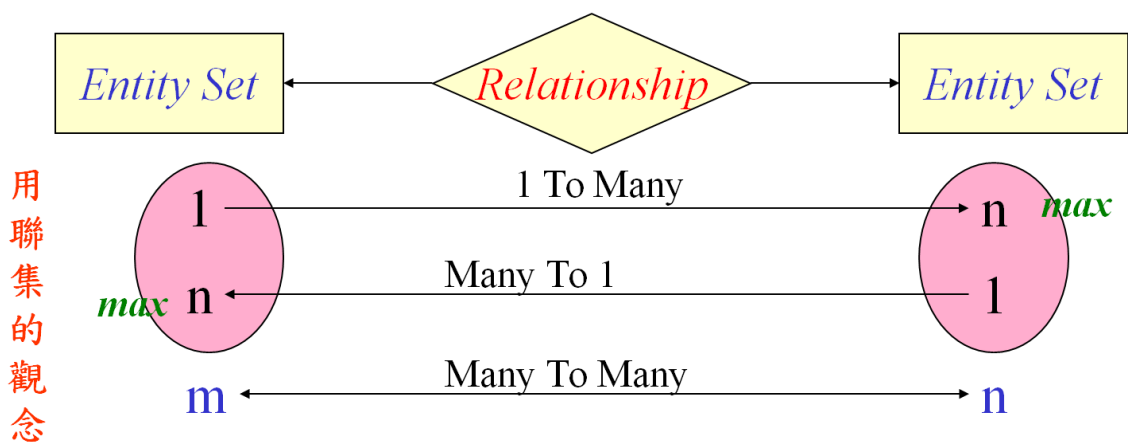 Entity Set Relationship Entity Set
用聯集的觀念
1 To Many
1 n max
Many To 1
max n 1
Many To Many
m n